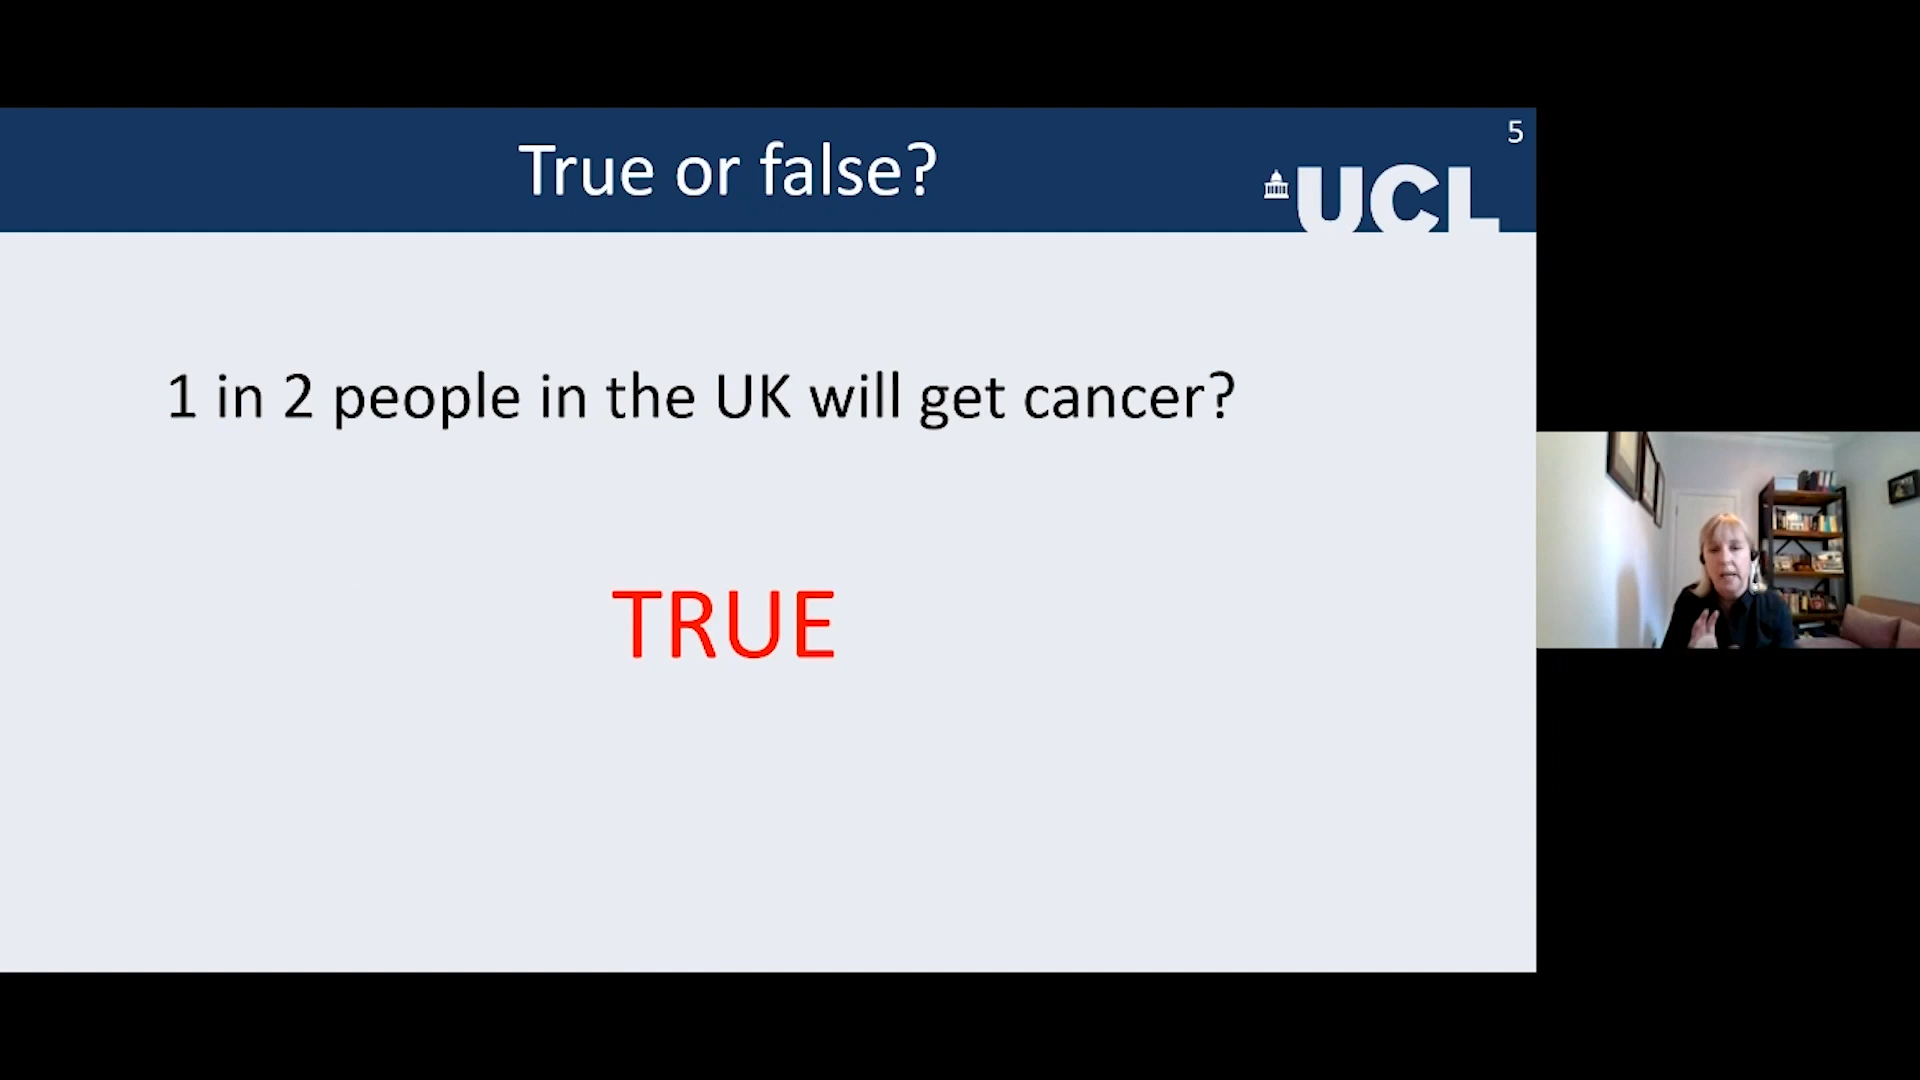 5
True or false?
UCL
1 in 2 people in the UK will get cancer?
TRUE